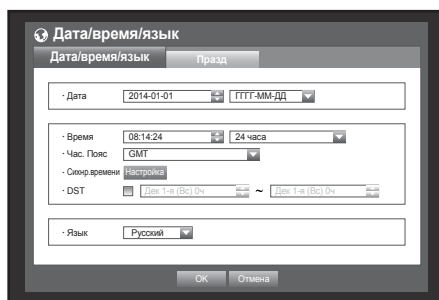 Дата/время/язык
Дата/время/язык Празд
· Дата 2014-01-01 ГГГГ-ММ-ДД
· Время 08:14:24 24 часа
· Час. Пояс GMT
· Сихнр.времени Настройка
· DST Дек 1-я (Вс) 0ч ~ Дек 1-я (Вс) 0ч
· Язык Русский
OK Отмена